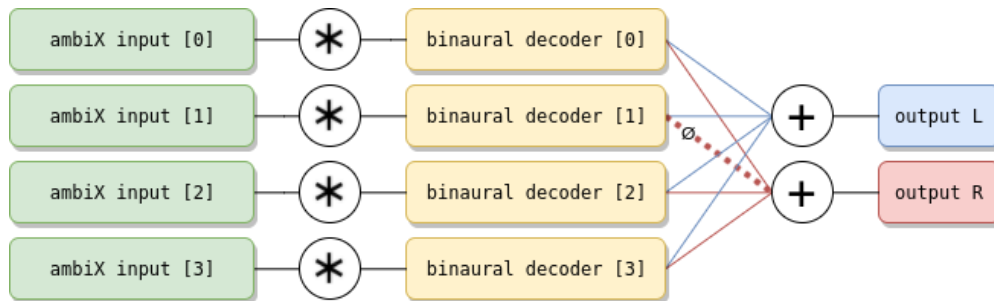 ambiX input [0] * binaural decoder [0]
ambiX input [1] * binaural decoder [1] + output L
ø
ambiX input [2] * binaural decoder [2] + output R
ambiX input [3] * binaural decoder [3]